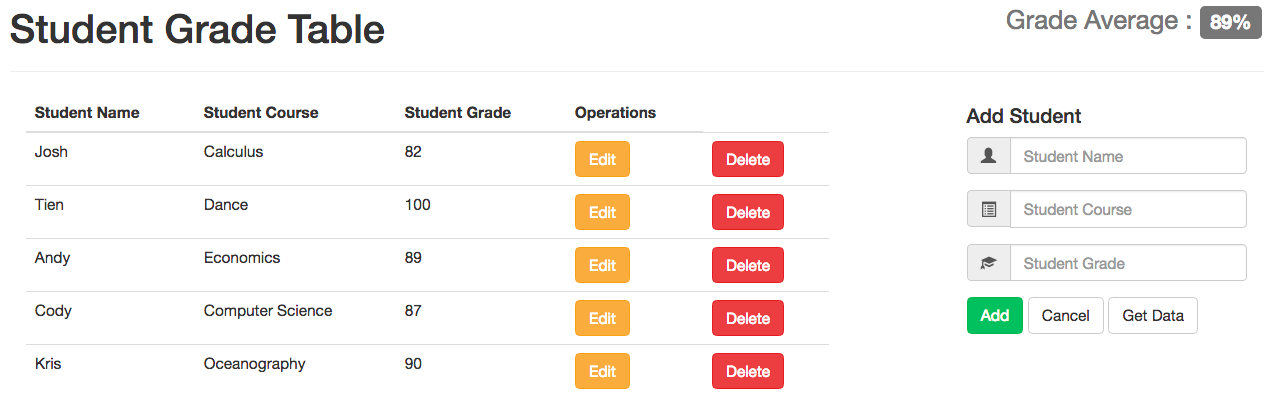 Student Grade Table
Grade Average : 89%
Student Name Student Course Student Grade Operations
Josh Calculus 82 Edit Delete
Tien Dance 100 Edit Delete
Andy Economics 89 Edit Delete
Cody Computer Science 87 Edit Delete
Kris Oceanography 90 Edit Delete
Add Student
Student Name
Student Course
Student Grade
Add Cancel Get Data